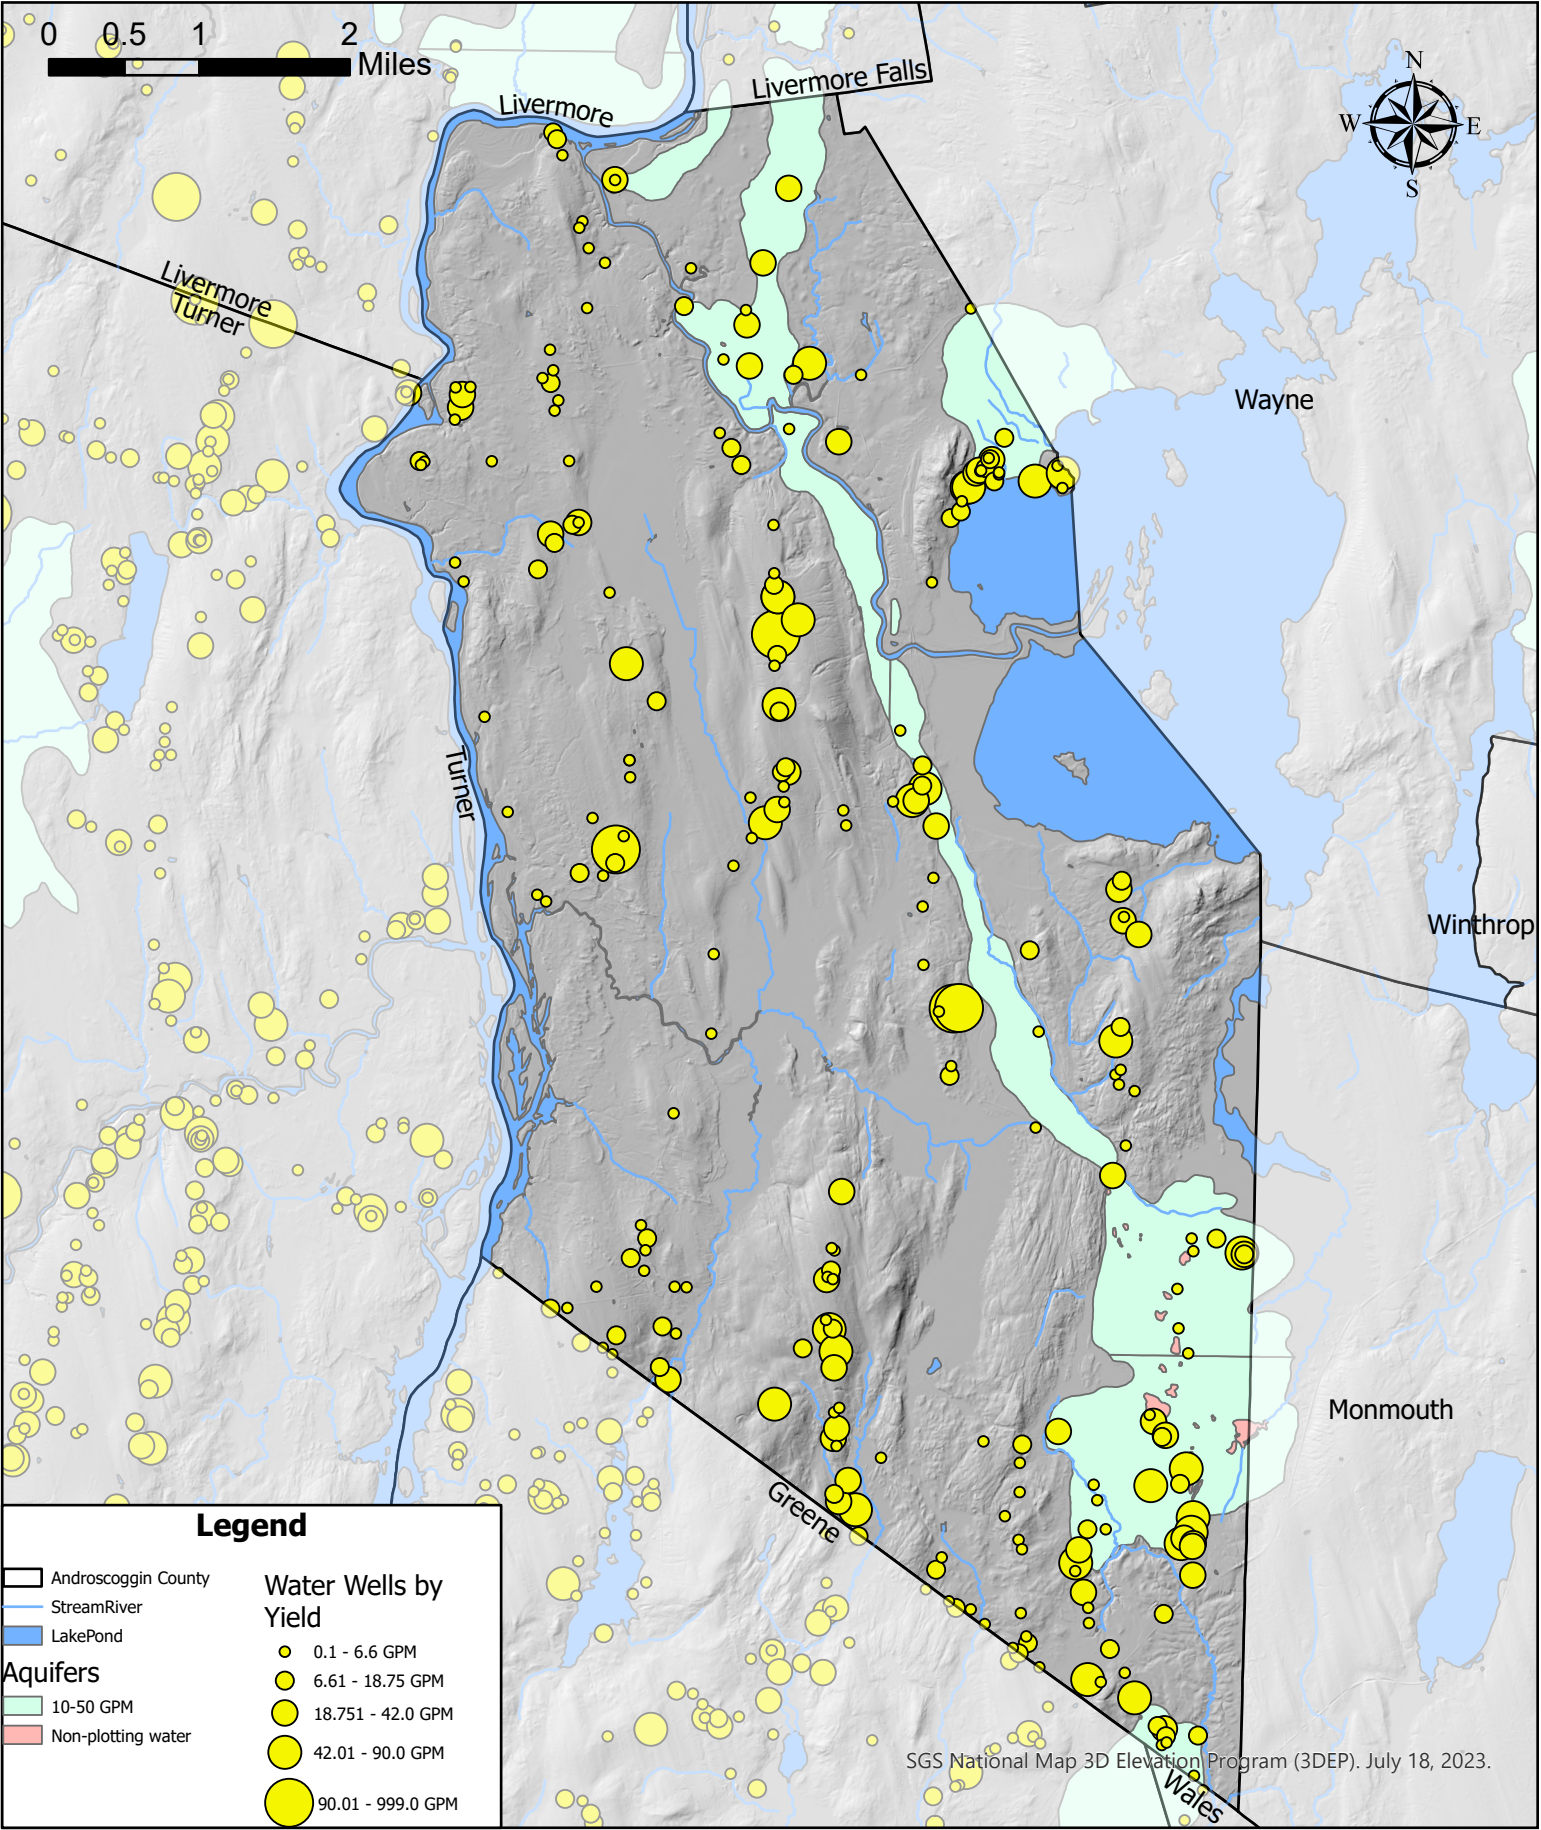 0 0.5 1 2
Miles
Livermore Falls
Livermore
N
W E
S
Livermore
Turner
Wayne
Turner
Winthrop
Monmouth
Greene
Wales
Legend
Androscoggin County
StreamRiver
LakePond
Aquifers
10-50 GPM
Non-plotting water
Water Wells by
Yield
0.1 - 6.6 GPM
6.61 - 18.75 GPM
18.751 - 42.0 GPM
42.01 - 90.0 GPM
90.01 - 999.0 GPM
SGS National Map 3D Elevation Program (3DEP). July 18, 2023.